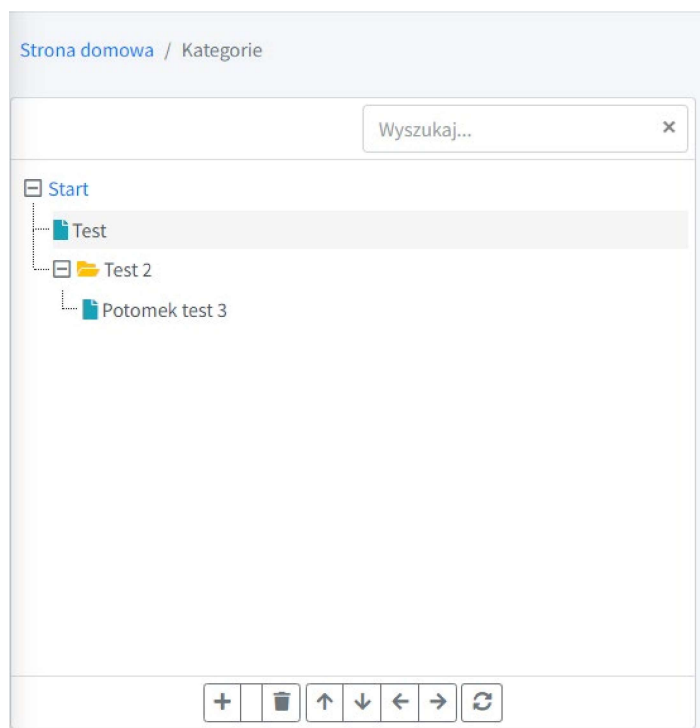 Strona domowa / Kategorie
Wyszukaj...
Start
Test
Test 2
Potomek test 3